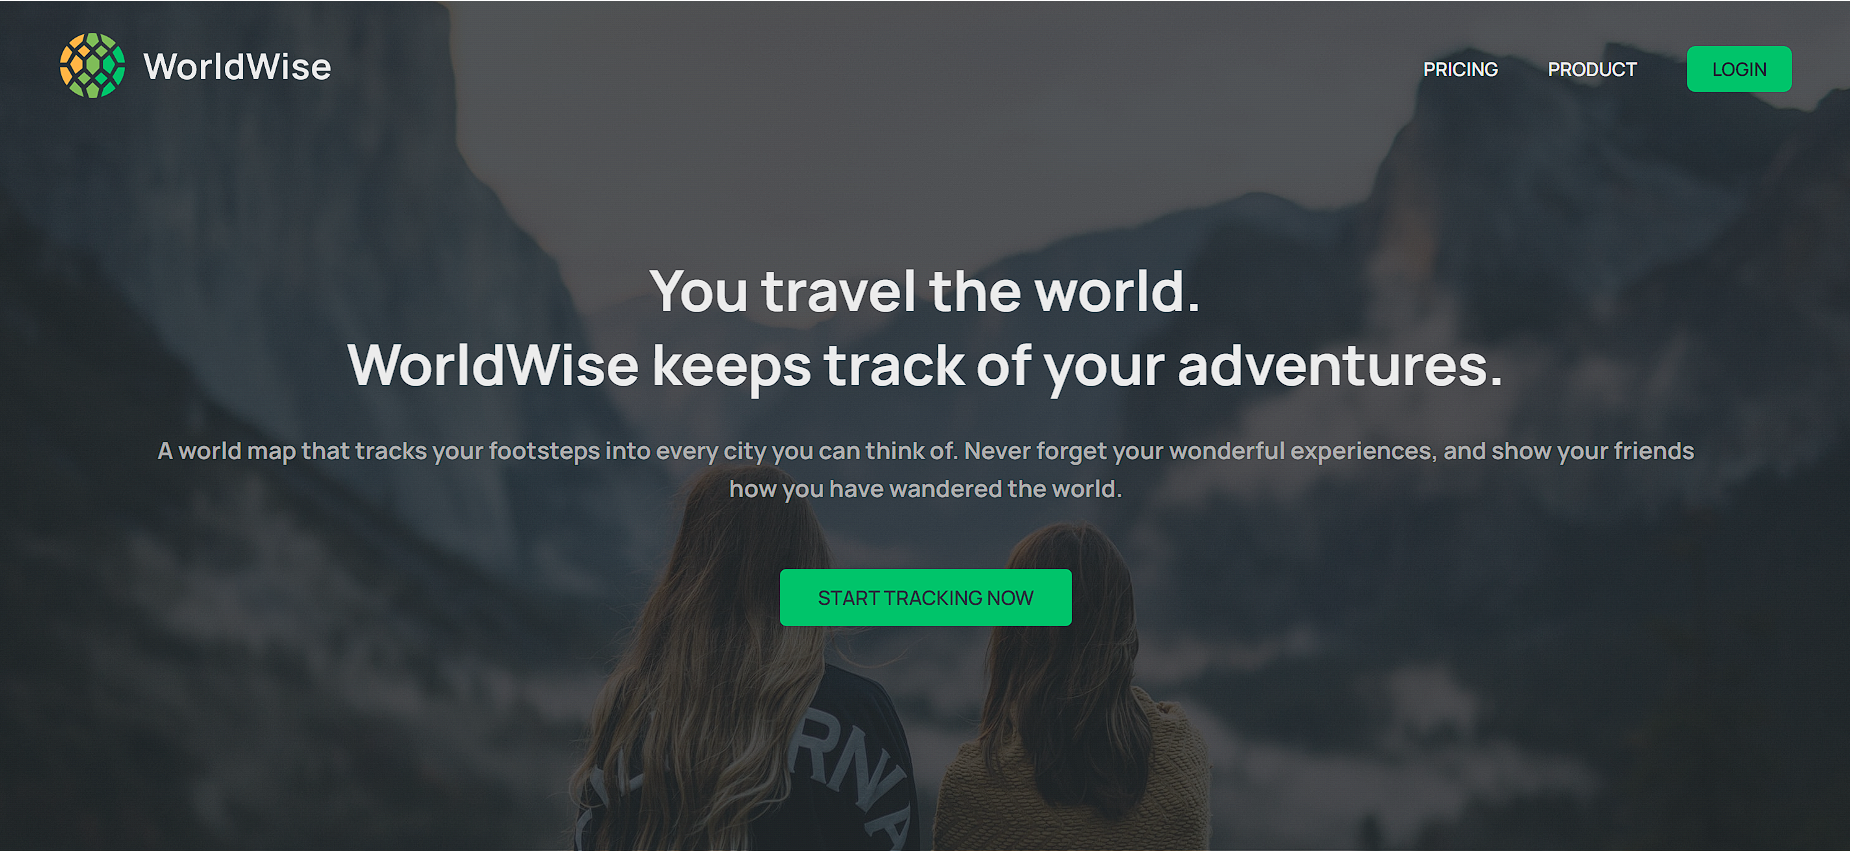 WorldWise
PRICING
PRODUCT
LOGIN
You travel the world.
WorldWise keeps track of your adventures.
A world map that tracks your footsteps into every city you can think of. Never forget your wonderful experiences, and show your friends
how you have wandered the world.
START TRACKING NOW
RNA